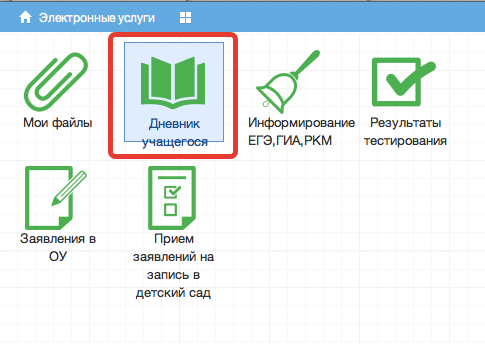 Электронные услуги
Мои файлы
Дневник
учащегося
Информирование
ЕГЭ,ГИА,РКМ
Результаты
тестирования
Заявления в
ОУ
Прием
заявлений на
запись в
детский сад